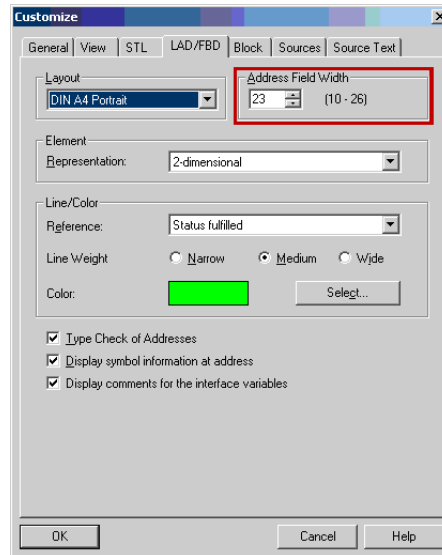 Customize
General View STL LAD/FBD Block Sources Source Text
Layout Address Field Width
DIN A4 Portrait 23 (10 - 26)
Element
Representation: 2-dimensional
Line/Color
Reference: Status fulfilled
Line Weight Narrow Medium Wide
Color: Select...
Type Check of Addresses
Display symbol information at address
Display comments for the interface variables
OK Cancel Help